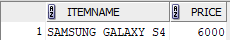 ITEMNAME PRICE
1 SAMSUNG GALAXY S4 6000